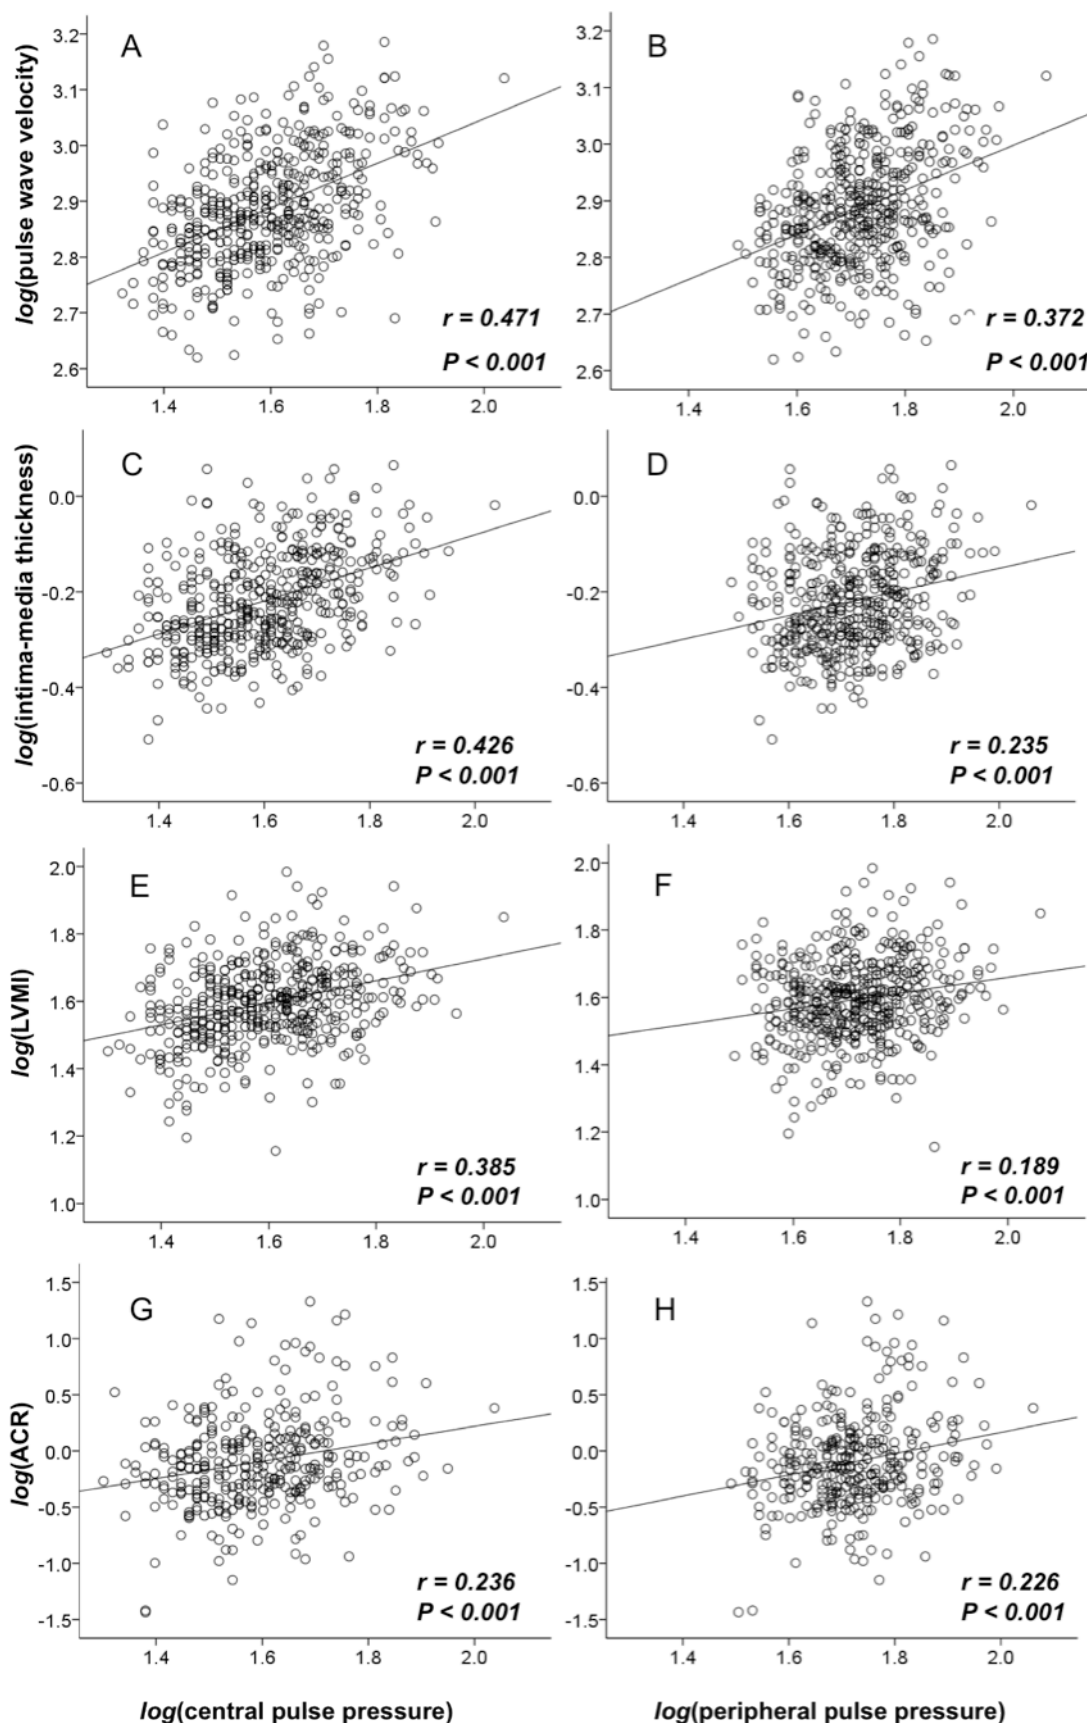 log(pulse wave velocity)
3.2
3.1
3.0
2.9
2.8
2.7
2.6
A
r = 0.471
P < 0.001
1.4 1.6 1.8 2.0
3.2
3.1
3.0
2.9
2.8
2.7
2.6
B
r = 0.372
P < 0.001
1.4 1.6 1.8 2.0
log(intima-media thickness)
0.0
-0.2
-0.4
-0.6
C
r = 0.426
P < 0.001
1.4 1.6 1.8 2.0
0.0
-0.2
-0.4
-0.6
D
r = 0.235
P < 0.001
1.4 1.6 1.8 2.0
log(LVMI)
2.0
1.8
1.6
1.4
1.2
1.0
E
r = 0.385
P < 0.001
1.4 1.6 1.8 2.0
2.0
1.8
1.6
1.4
1.2
1.0
F
r = 0.189
P < 0.001
1.4 1.6 1.8 2.0
log(ACR)
1.5
1.0
0.5
0.0
-0.5
-1.0
-1.5
G
r = 0.236
P < 0.001
1.4 1.6 1.8 2.0
1.5
1.0
0.5
0.0
-0.5
-1.0
-1.5
H
r = 0.226
P < 0.001
1.4 1.6 1.8 2.0
log(central pulse pressure)
log(peripheral pulse pressure)